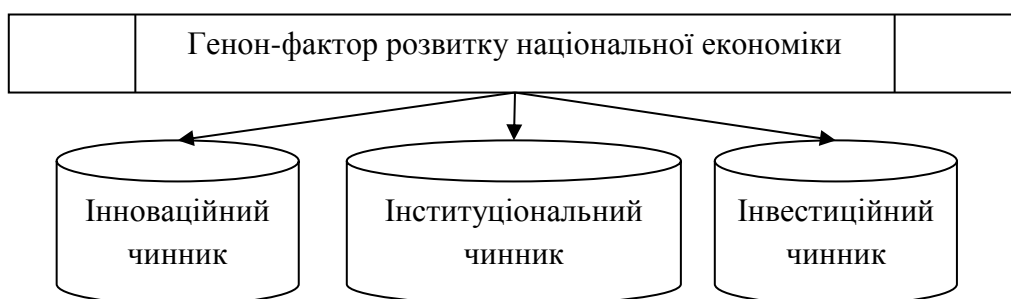 Генон-фактор розвитку національної економіки
Інноваційний
чинник
Інституціональний
чинник
Інвестиційний
чинник